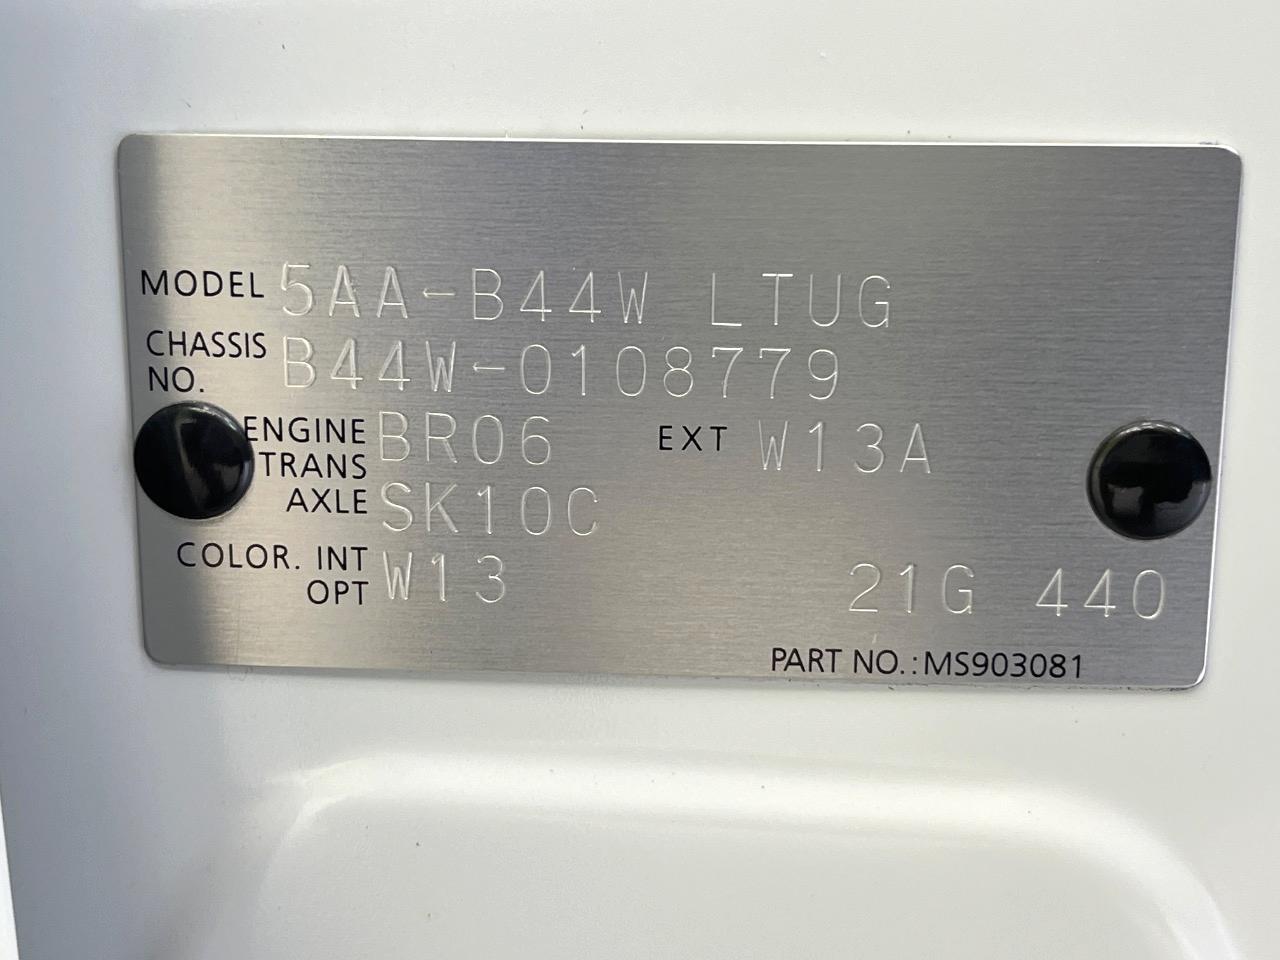 MODEL 5AA-B44W LTUG
CHASSIS NO. B44W-0108779
ENGINE BR06 EXT W13A
TRANS AXLE SK10C
COLOR. INT OPT W13
21G 440
PART NO.:MS903081